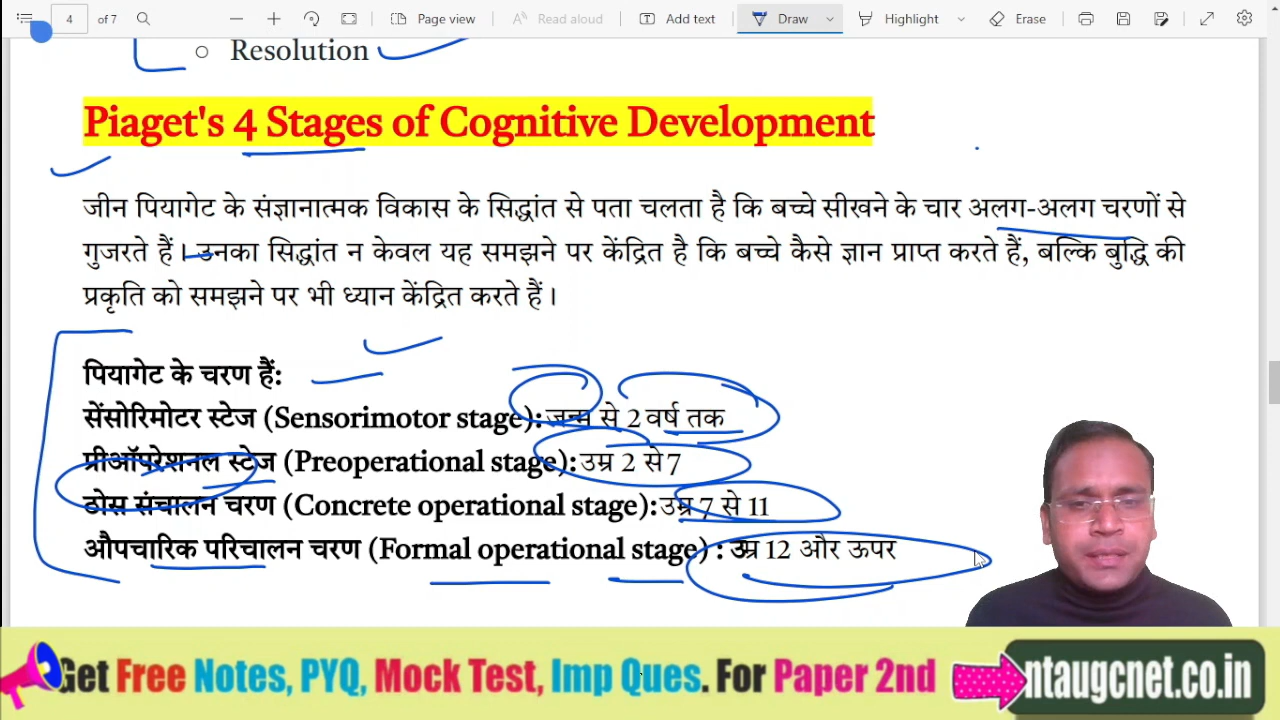 4 of 7 Page view Read aloud Add text Draw Highlight Erase
Resolution
Piaget's 4 Stages of Cognitive Development
जीन पियागेट के संज्ञानात्मक विकास के सिद्धांत से पता चलता है कि बच्चे सीखने के चार अलग-अलग चरणों से
गुजरते हैं। उनका सिद्धांत न केवल यह समझने पर केंद्रित है कि बच्चे कैसे ज्ञान प्राप्त करते हैं, बल्कि बुद्धि की
प्रकृति को समझने पर भी ध्यान केंद्रित करते हैं।
पियागेट के चरण हैं:
सेंसोरिमोटर स्टेज (Sensorimotor stage): जन्म से 2 वर्ष तक
प्रीऑपरेशनल स्टेज (Preoperational stage): उम्र 2 से 7
ठोस संचालन चरण (Concrete operational stage): उम्र 7 से 11
औपचारिक परिचालन चरण (Formal operational stage) : उम्र 12 और ऊपर
Get Free Notes, PYQ, Mock Test, Imp Ques. For Paper 2nd ntaugcnet.co.in